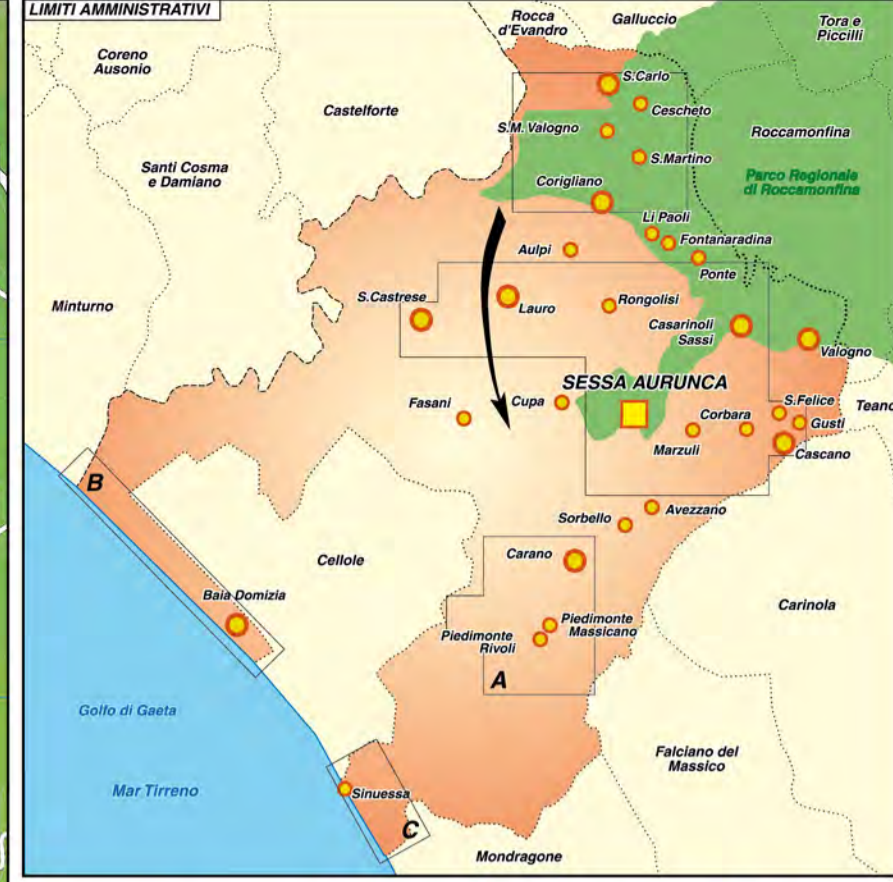 LIMITI AMMINISTRATIVI
Rocca
d'Evandro
Galluccio
Tora e
Piccilli
Coreno
Ausonio
Castelforte
S.Carlo
Cescheto
S.M. Valogno
S.Martino
Roccamonfina
Parco Regionale
di Roccamonfina
Santi Cosma
e Damiano
Corigliano
Li Paoli
Fontanaradina
Aulpi
Ponte
Minturno
S.Castrese
Lauro
Rongolisi
Casarinoli
Sassi
Valogno
SESSA AURUNCA
Teano
Fasani
Cupa
Corbara
S.Felice
Gusti
Marzuli
Cascano
B
Avezzano
Sorbello
Cellole
Carano
Baia Domizia
Piedimonte
Massicano
Piedimonte
Rivoli
Carinola
A
Golfo di Gaeta
Mar Tirreno
Falciano del
Massico
Sinuessa
C
Mondragone